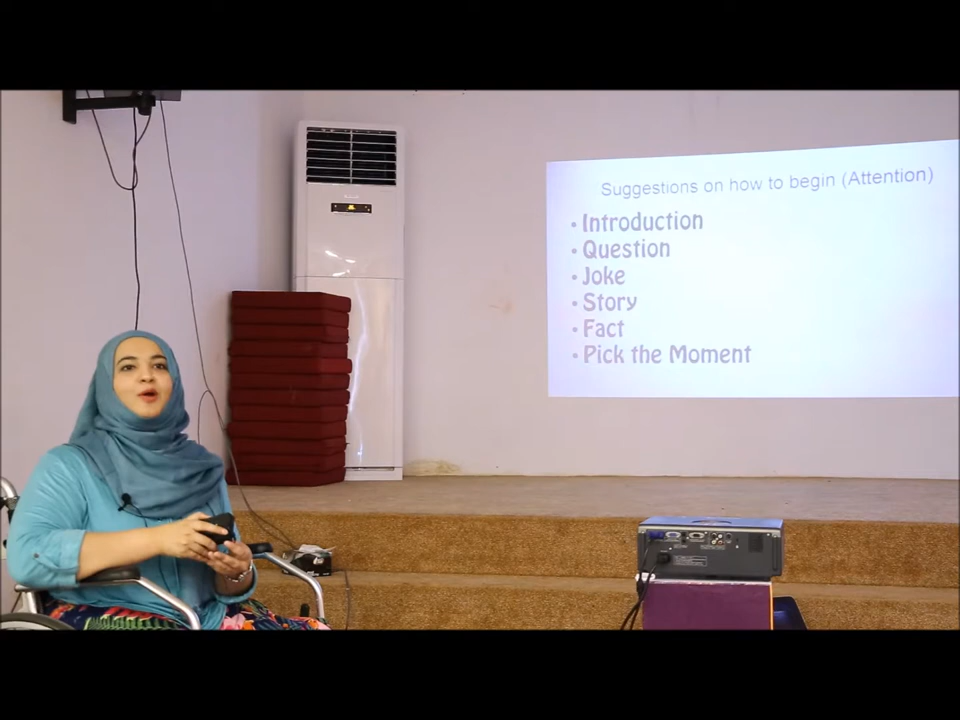 Suggestions on how to begin (Attention)
• Introduction
• Question
• Joke
• Story
• Fact
• Pick the Moment